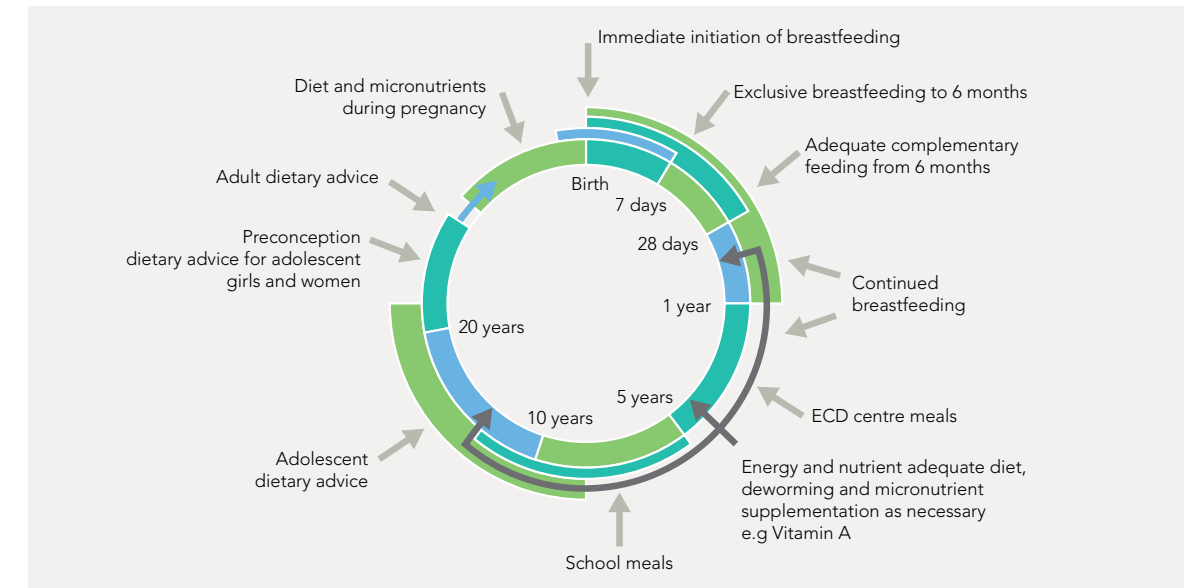 Immediate initiation of breastfeeding
Diet and micronutrients
during pregnancy
Exclusive breastfeeding to 6 months
Adequate complementary
feeding from 6 months
Adult dietary advice
Birth
7 days
Preconception
dietary advice for adolescent
girls and women
28 days
Continued
breastfeeding
1 year
20 years
5 years
10 years
ECD centre meals
Adolescent
dietary advice
Energy and nutrient adequate diet,
deworming and micronutrient
supplementation as necessary
e.g Vitamin A
School meals